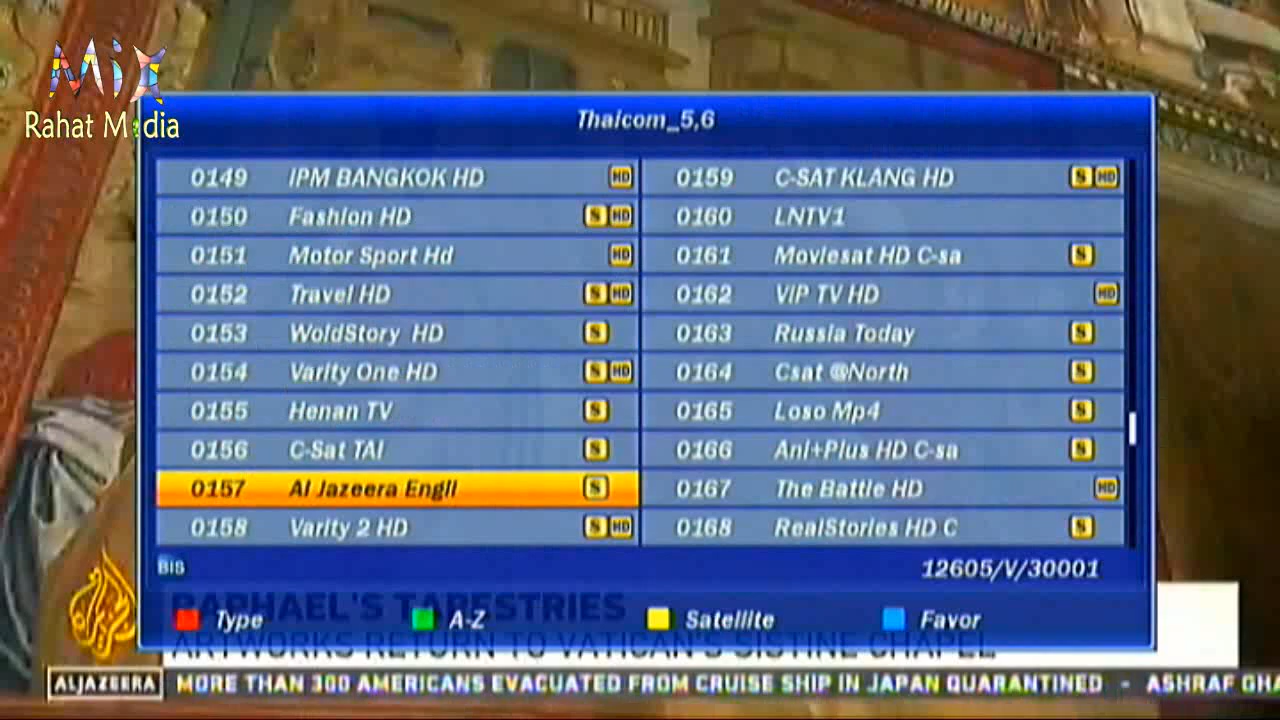 Mix
Rahat Media
Thaicom_5,6
0149 IPM BANGKOK HD HD
0150 Fashion HD S HD
0151 Motor Sport Hd HD
0152 Travel HD S HD
0153 WoldStory HD S
0154 Varity One HD S HD
0155 Henan TV S
0156 C-Sat TAI S
0157 Al Jazeera Engli S
0158 Varity 2 HD S HD
0159 C-SAT KLANG HD S HD
0160 LNTV1
0161 Moviesat HD C-sa S
0162 VIP TV HD HD
0163 Russia Today S
0164 Csat @North S
0165 Loso Mp4 S
0166 Ani+Plus HD C-sa S
0167 The Battle HD HD
0168 RealStories HD C S
BIS
12605/V/30001
Type A-Z Satellite Favor
RAPHAEL'S TAPESTRIES
ARTWORKS RETURN TO VATICAN'S SISTINE CHAPEL
ALJAZEERA MORE THAN 300 AMERICANS EVACUATED FROM CRUISE SHIP IN JAPAN QUARANTINED - ASHRAF GHA